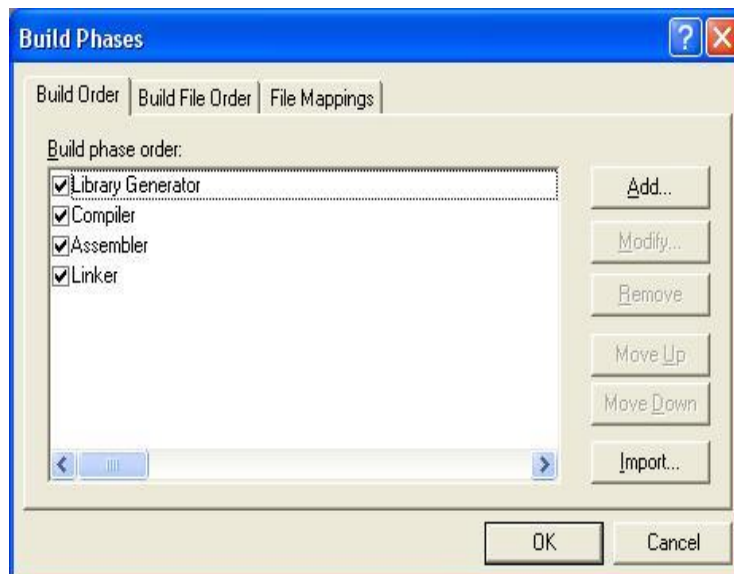 Build Phases
Build Order
Build File Order
File Mappings
Build phase order:
Library Generator
Compiler
Assembler
Linker
Add...
Modify...
Remove
Move Up
Move Down
Import...
OK
Cancel